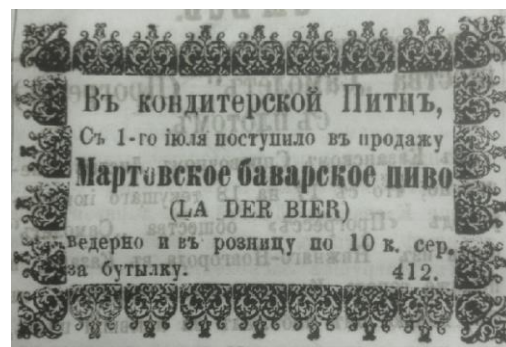 Въ кондитерской Питцъ,
Съ 1-го іюля поступило въ продажу
Мартовское баварское пиво
(LA DER BIER)
ведерно и въ розницу по 10 к. сер.
за бутылку. 412.